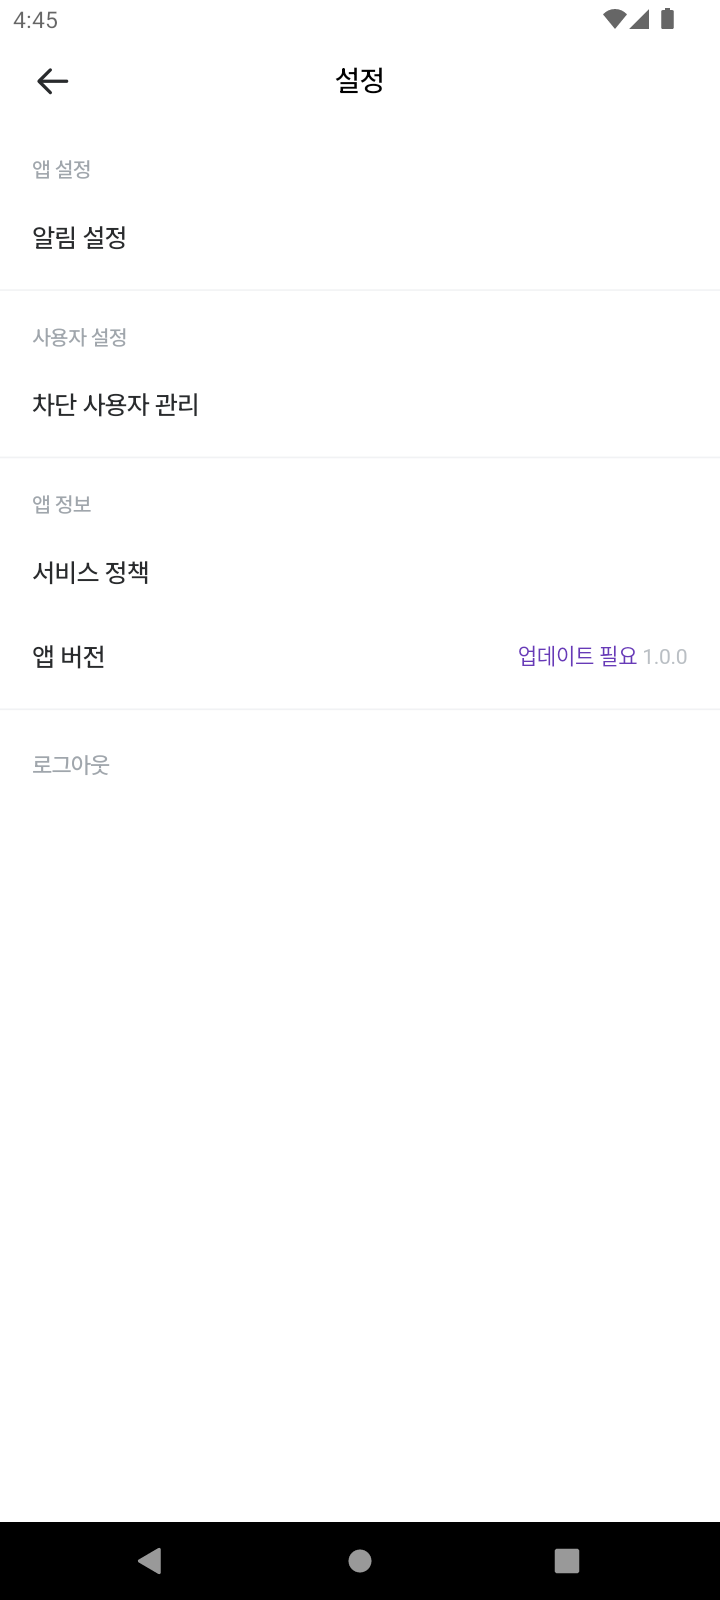 4:45
설정
앱 설정
알림 설정
사용자 설정
차단 사용자 관리
앱 정보
서비스 정책
앱 버전 업데이트 필요 1.0.0
로그아웃